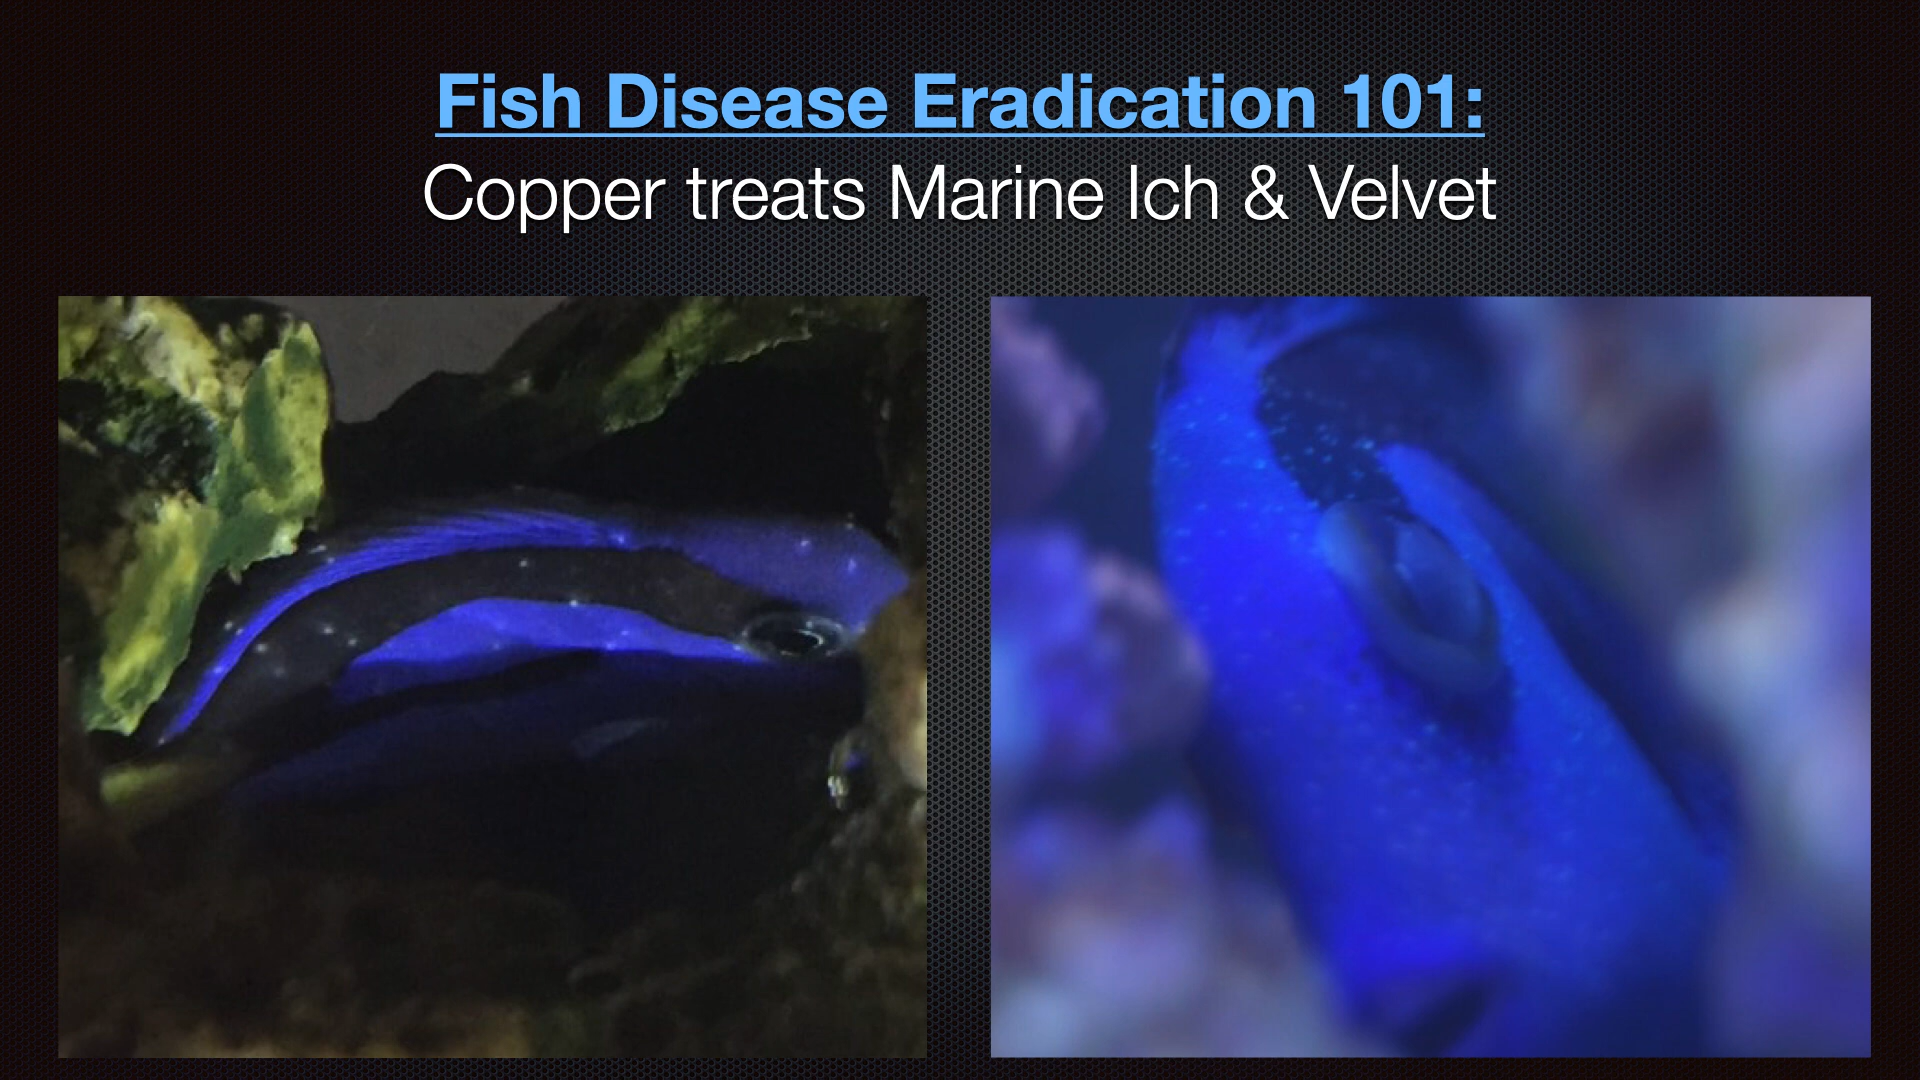 Fish Disease Eradication 101:
Copper treats Marine Ich & Velvet